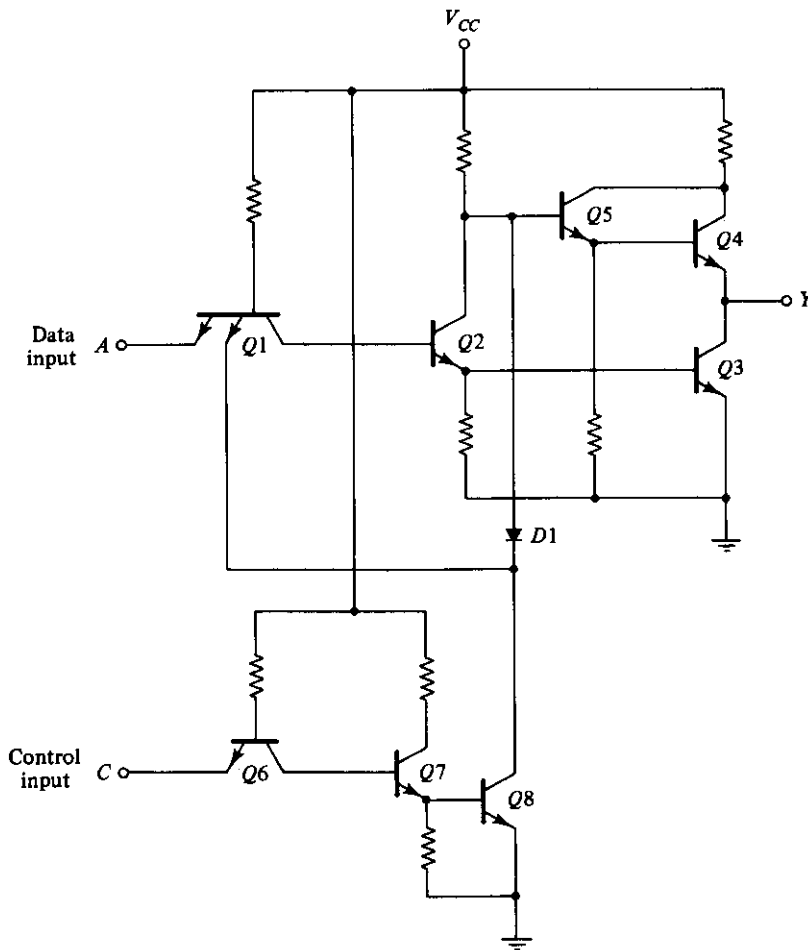 V_CC
Q5
Q4
Y
Data
input
A
Q1
Q2
Q3
D1
Control
input
C
Q6
Q7
Q8